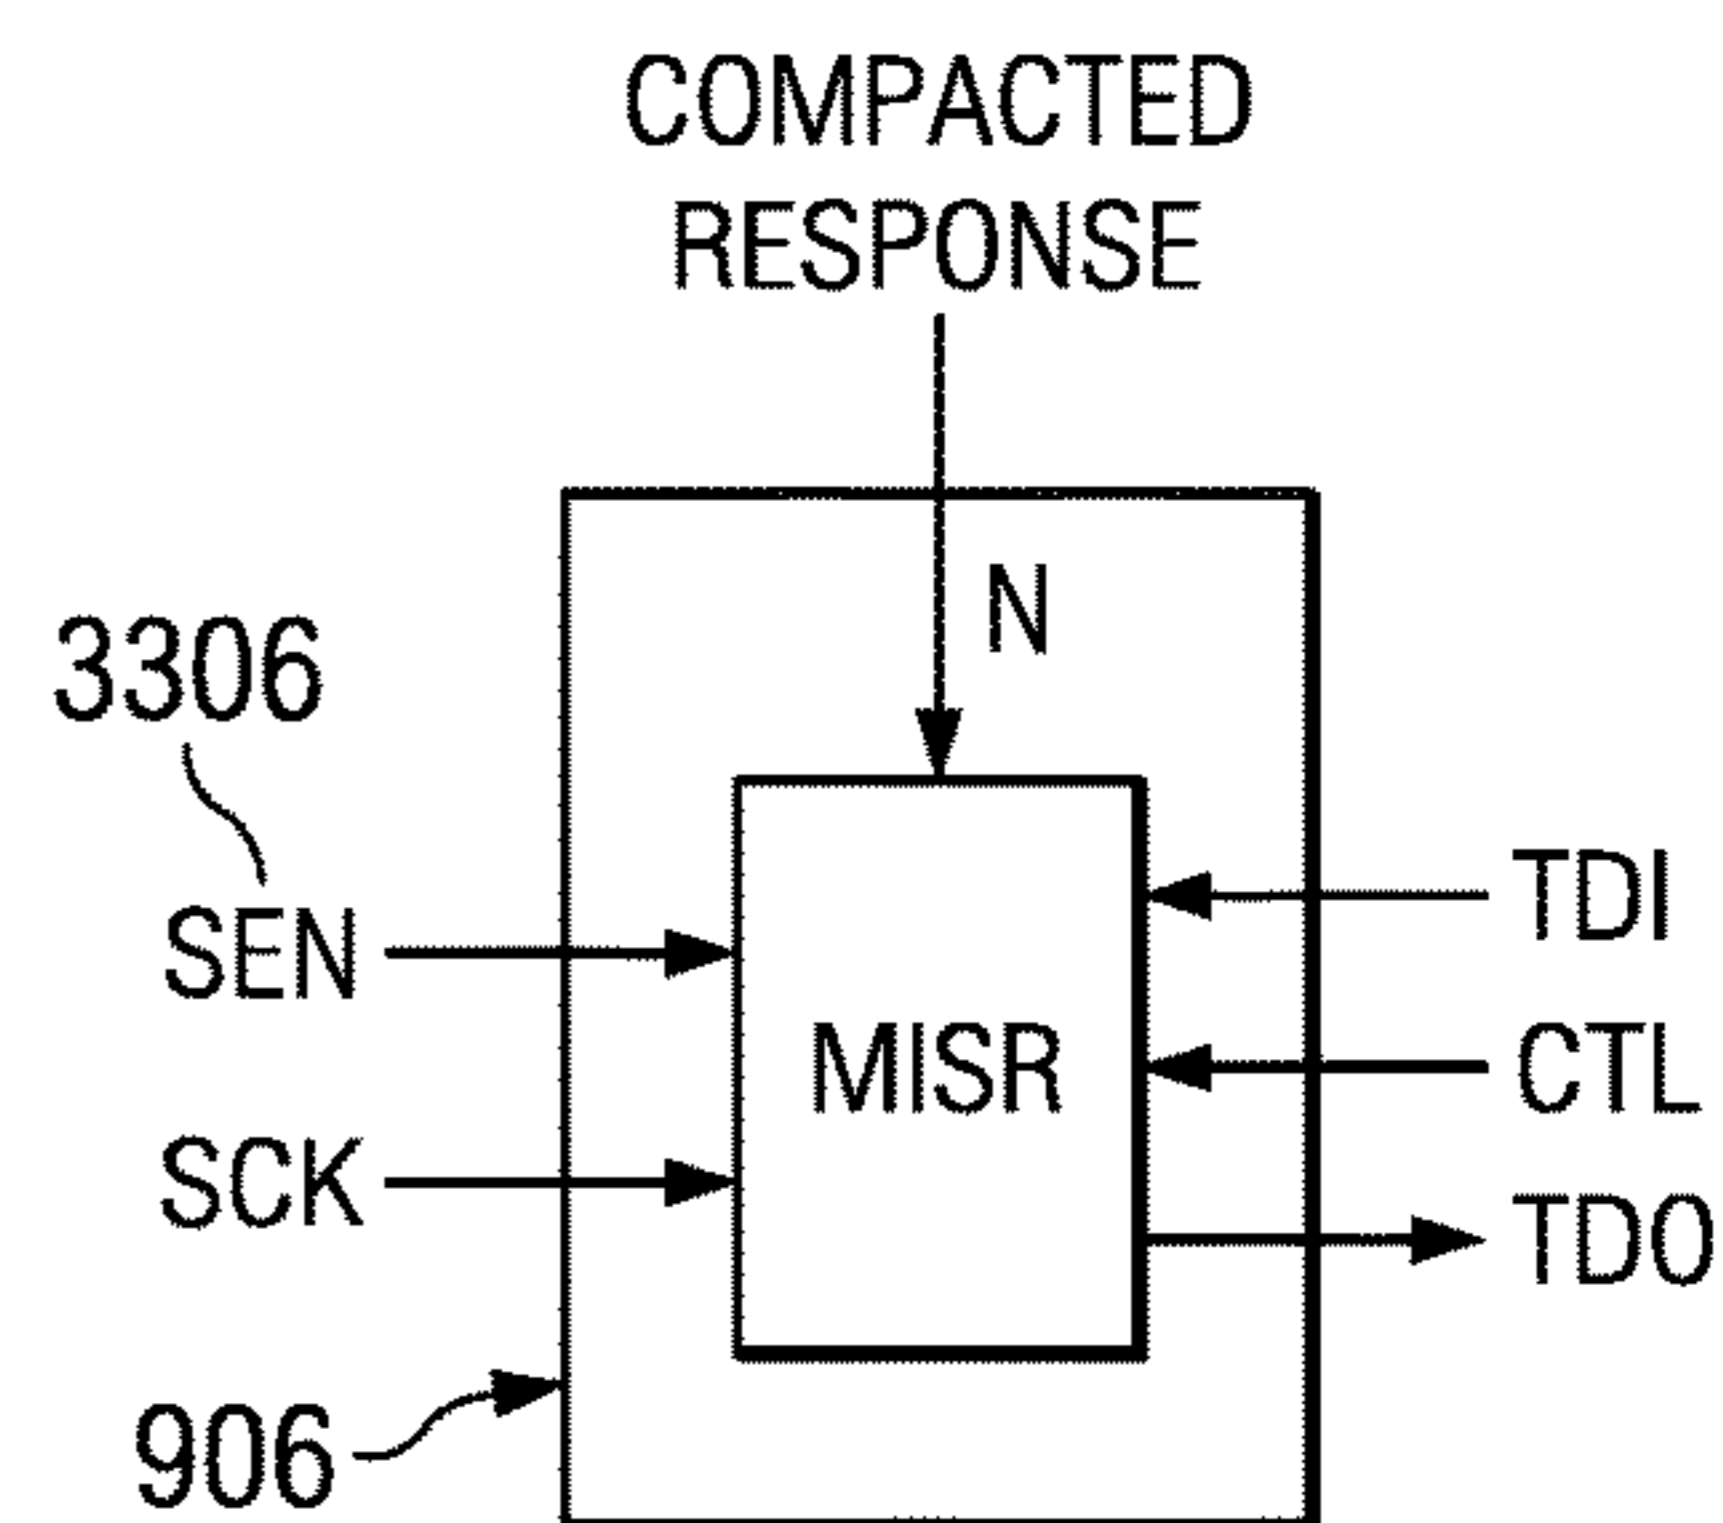 COMPACTED
RESPONSE
N
3306
TDI
SEN
MISR
CTL
SCK
TDO
906